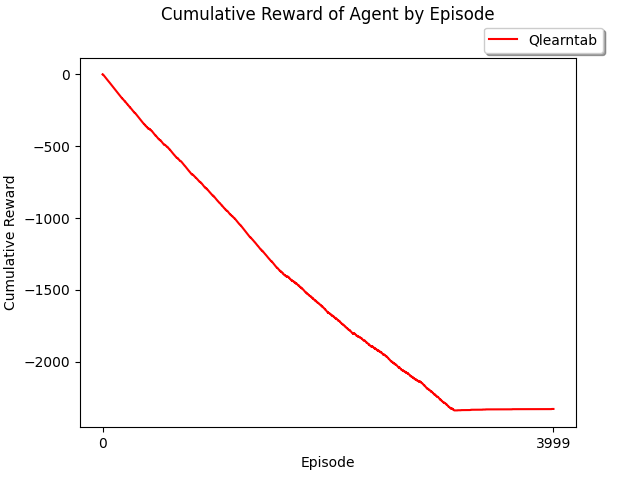 Cumulative Reward of Agent by Episode
Qlearntab
0
−500
−1000
−1500
−2000
Cumulative Reward
0
3999
Episode